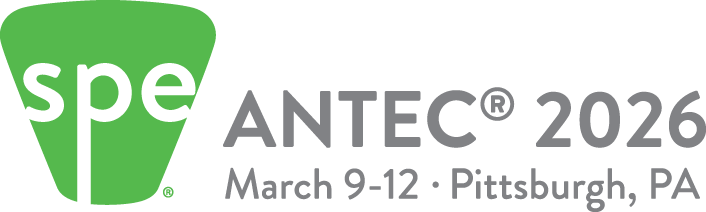 spe®
ANTEC® 2026
March 9-12 · Pittsburgh, PA